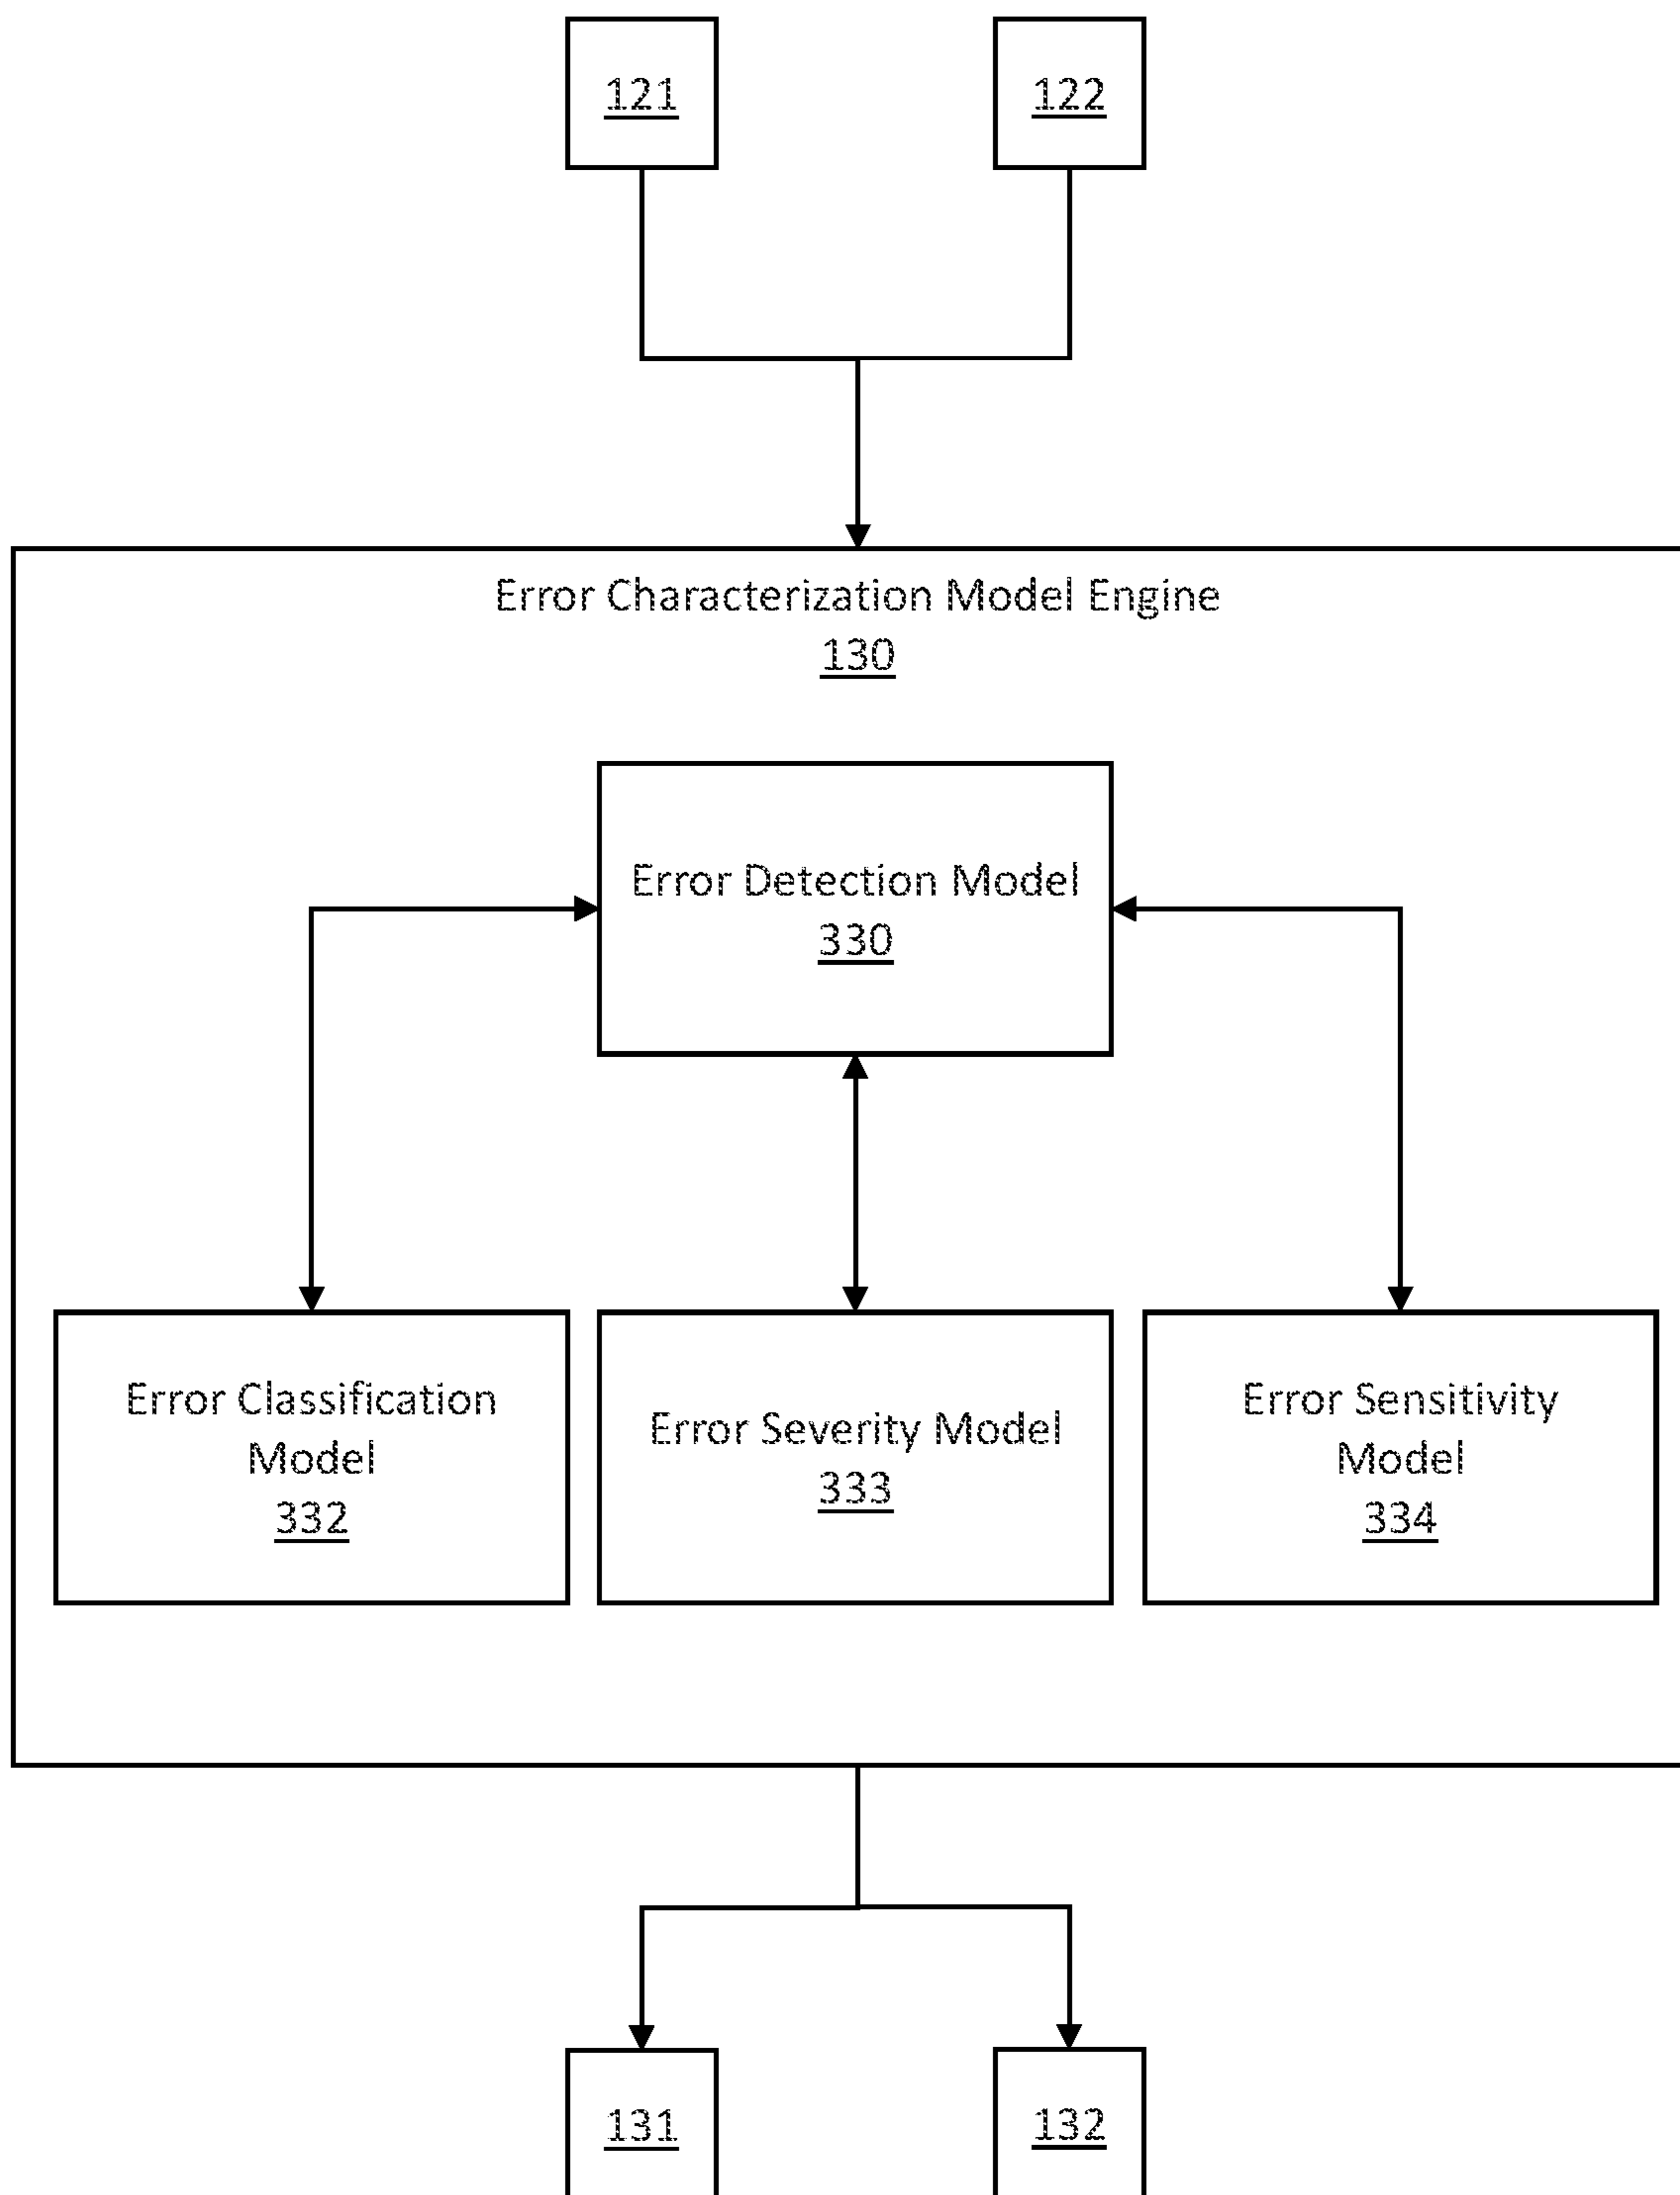 121
122
Error Characterization Model Engine
130
Error Detection Model
330
Error Classification
Model
332
Error Severity Model
333
Error Sensitivity
Model
334
131
132